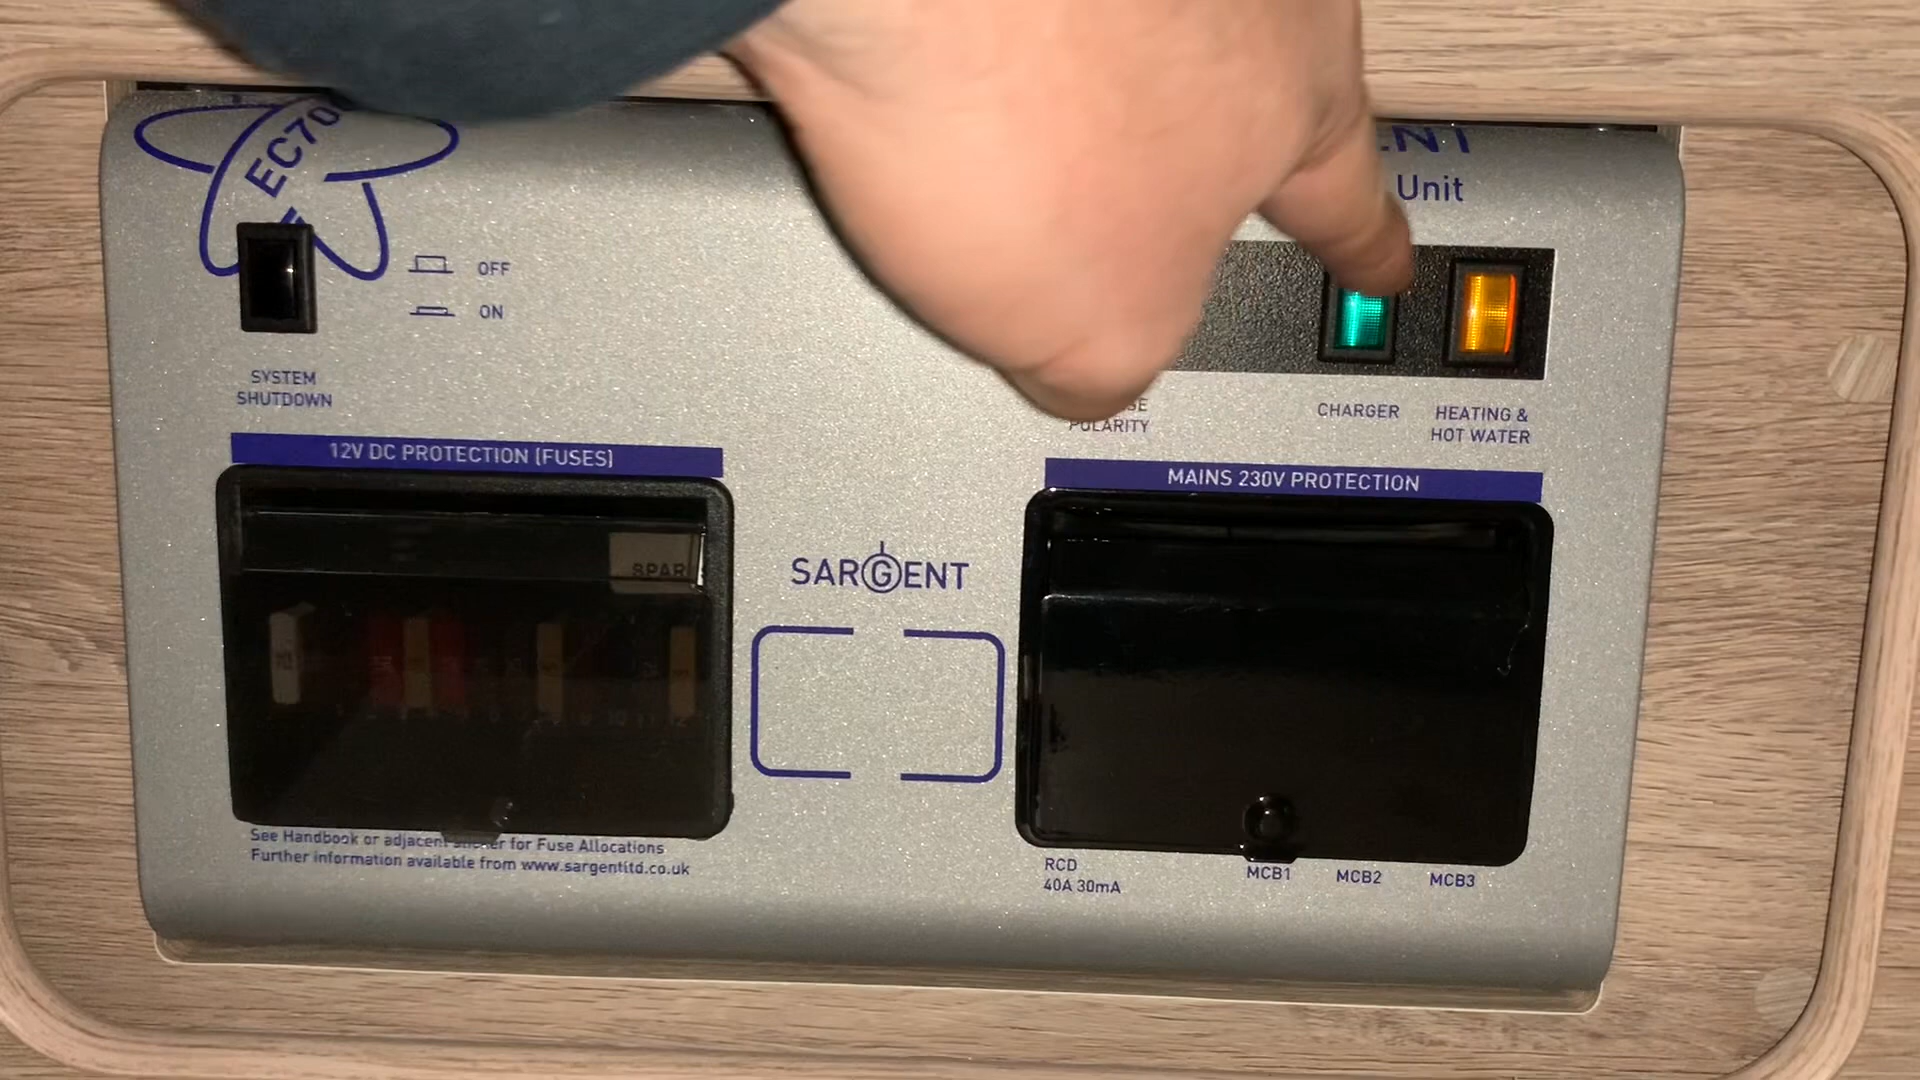 EC70
ENT
Unit
OFF
ON
SYSTEM
SHUTDOWN
POLARITY
CHARGER
HEATING &
HOT WATER
12V DC PROTECTION (FUSES)
MAINS 230V PROTECTION
SPAR
SARGENT
See Handbook or adjacent for Fuse Allocations
Further information available from www.sargentltd.co.uk
RCD
40A 30mA
MCB1
MCB2
MCB3